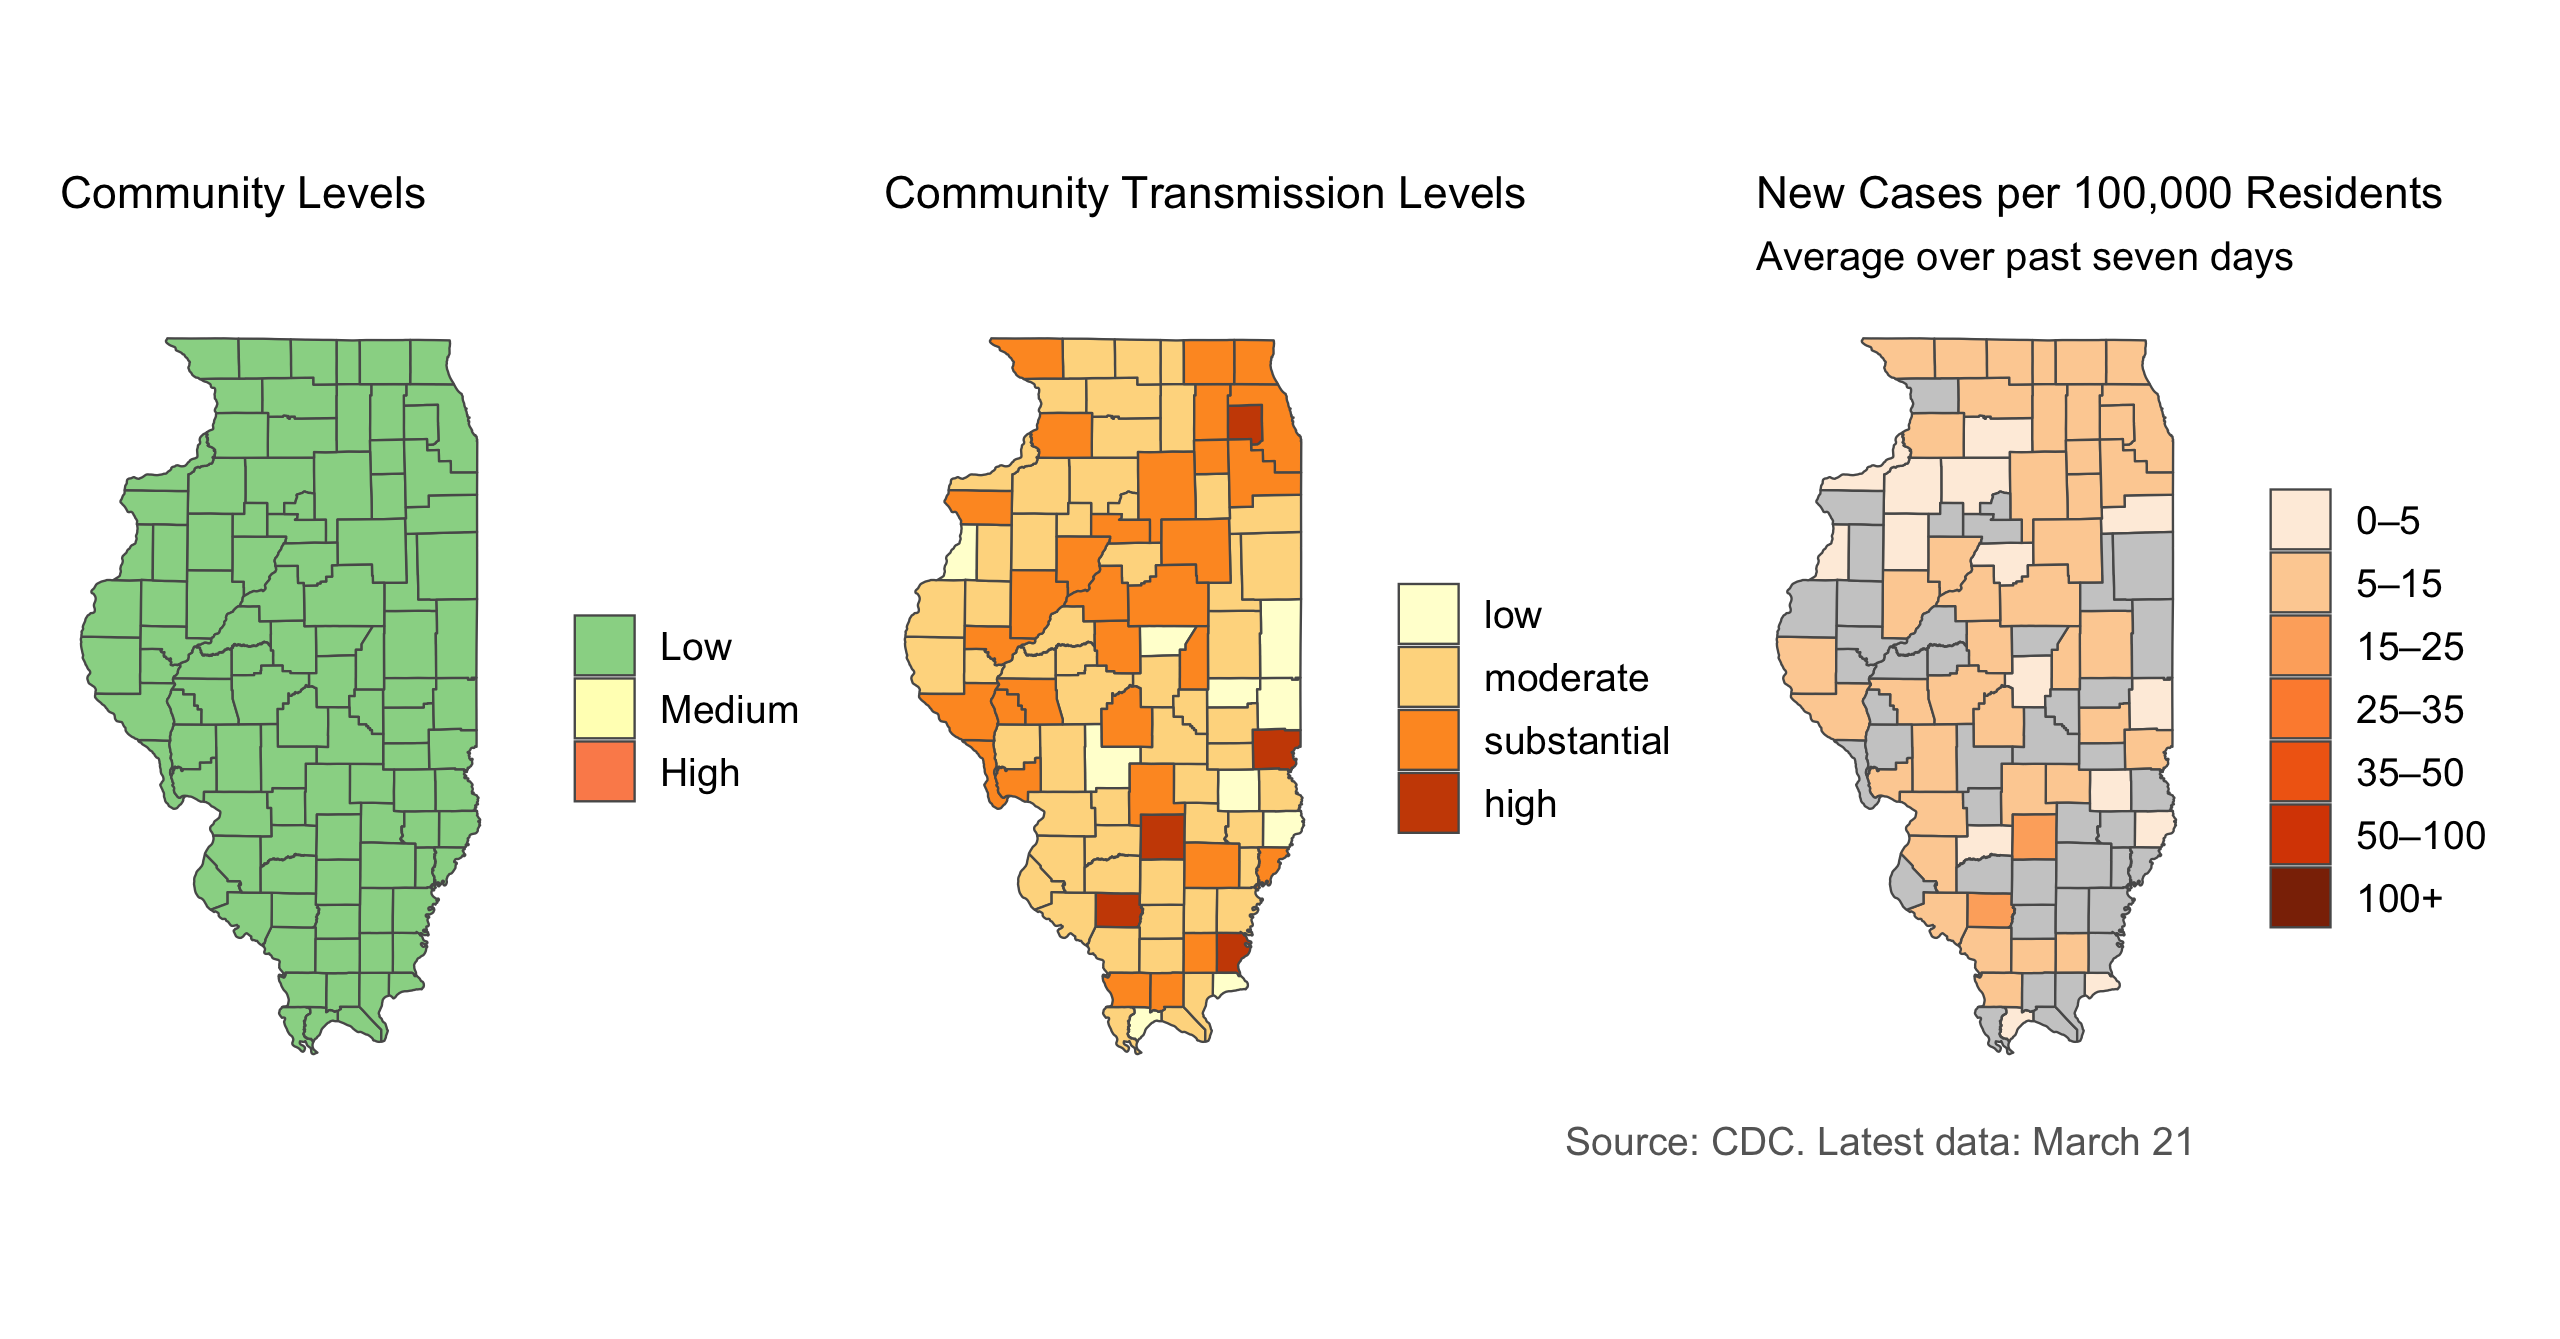 Community Levels
Low
Medium
High
Community Transmission Levels
low
moderate
substantial
high
New Cases per 100,000 Residents
Average over past seven days
0–5
5–15
15–25
25–35
35–50
50–100
100+
Source: CDC. Latest data: March 21